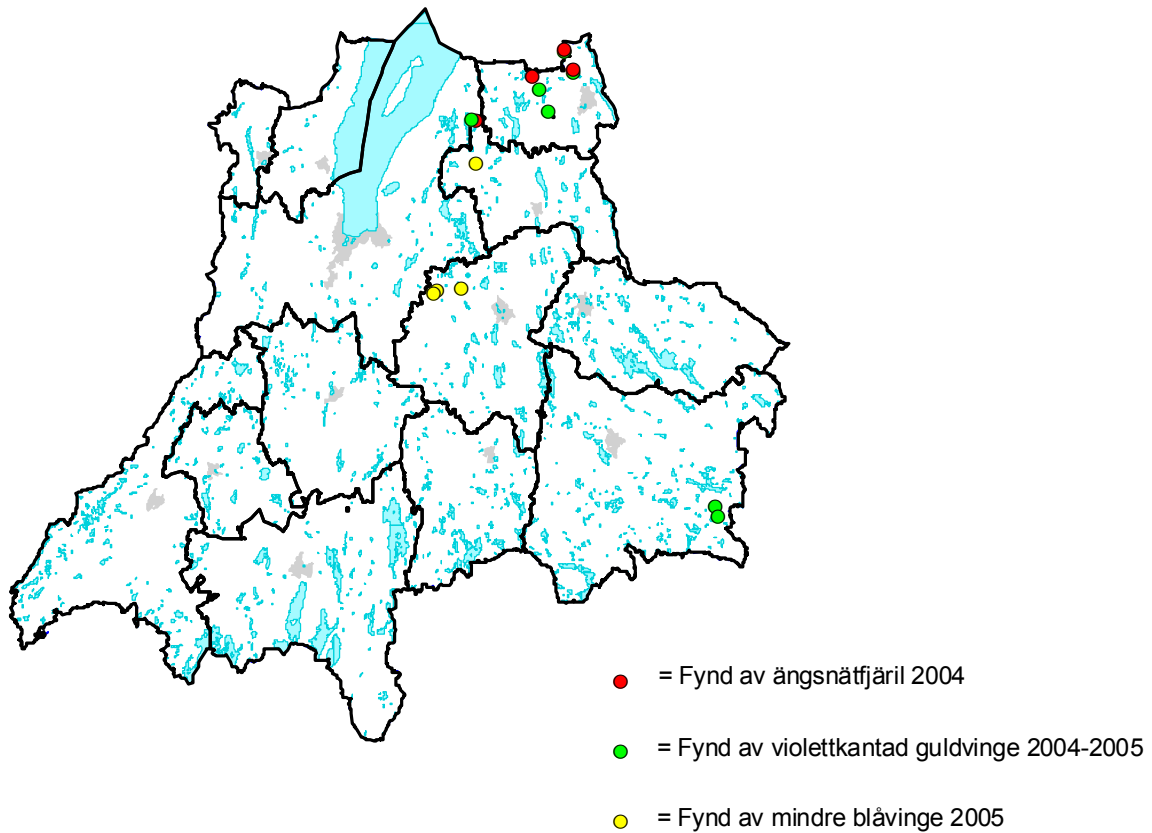 = Fynd av ängsnätfjäril 2004
= Fynd av violettkantad guldvinge 2004-2005
= Fynd av mindre blåvinge 2005